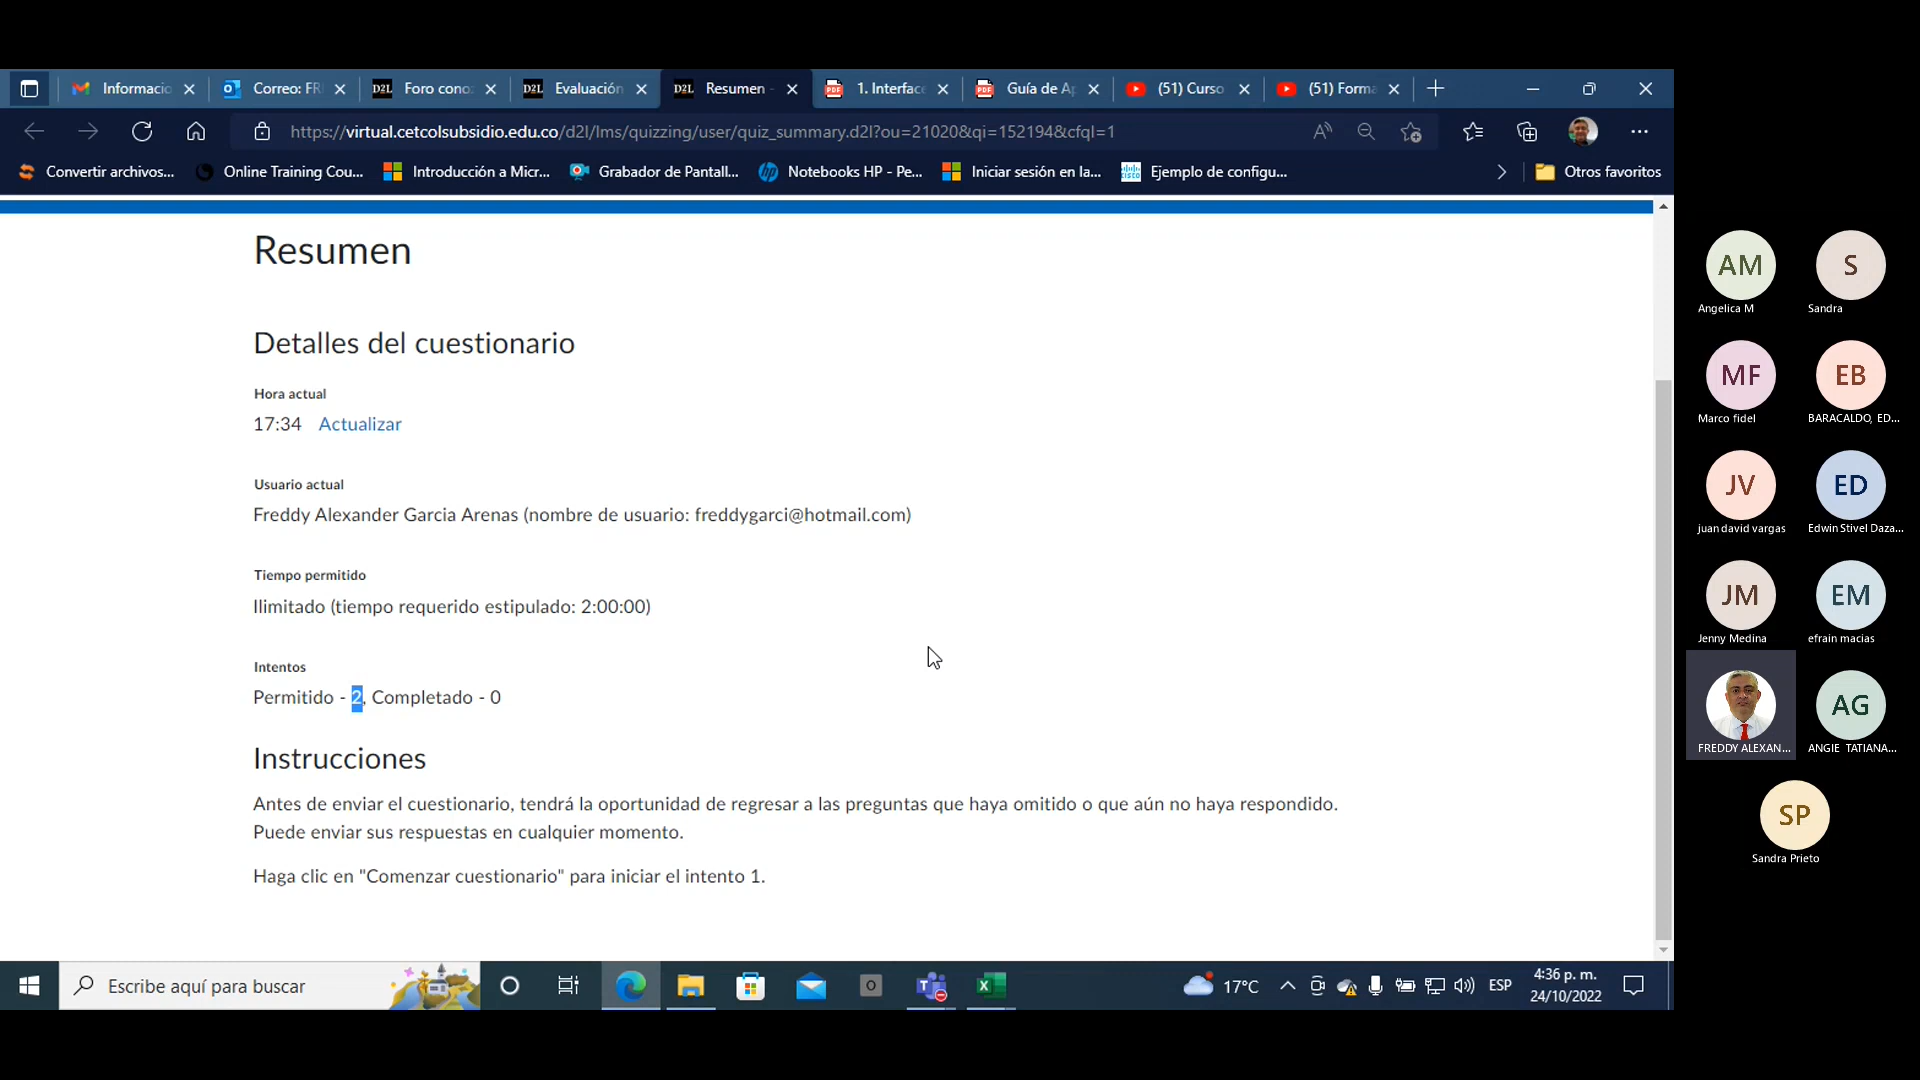 Informacio
Correo: FR
D2L Foro cono
D2L Evaluación
D2L Resumen -
PDF 1. Interface
PDF Guía de Ap
(51) Curso
(51) Forma
https://virtual.cetcolsubsidio.edu.co/d2l/lms/quizzing/user/quiz_summary.d2l?ou=21020&qi=152194&cfql=1
Convertir archivos...
Online Training Cou...
Introducción a Micr...
Grabador de Pantall...
Notebooks HP - Pe...
Iniciar sesión en la...
Ejemplo de configu...
Otros favoritos
Resumen
Detalles del cuestionario
Hora actual
17:34 Actualizar
Usuario actual
Freddy Alexander Garcia Arenas (nombre de usuario: freddygarci@hotmail.com)
Tiempo permitido
Ilimitado (tiempo requerido estipulado: 2:00:00)
Intentos
Permitido - 2, Completado - 0
Instrucciones
Antes de enviar el cuestionario, tendrá la oportunidad de regresar a las preguntas que haya omitido o que aún no haya respondido.
Puede enviar sus respuestas en cualquier momento.
Haga clic en "Comenzar cuestionario" para iniciar el intento 1.
Escribe aquí para buscar
17°C
ESP
4:36 p. m.
24/10/2022
AM
Angelica M
S
Sandra
MF
Marco fidel
EB
BARACALDO, ED...
JV
juan david vargas
ED
Edwin Stivel Daza...
JM
Jenny Medina
EM
efrain macias
FREDDY ALEXAN...
AG
ANGIE TATIANA...
SP
Sandra Prieto